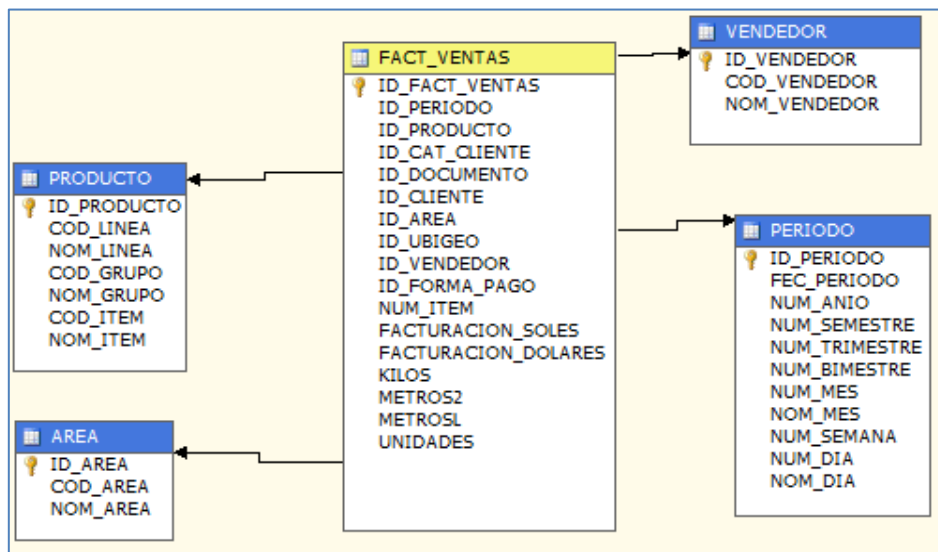 FACT_VENTAS
ID_FACT_VENTAS
ID_PERIODO
ID_PRODUCTO
ID_CAT_CLIENTE
ID_DOCUMENTO
ID_CLIENTE
ID_AREA
ID_UBIGEO
ID_VENDEDOR
ID_FORMA_PAGO
NUM_ITEM
FACTURACION_SOLES
FACTURACION_DOLARES
KILOS
METROS2
METROSL
UNIDADES
VENDEDOR
ID_VENDEDOR
COD_VENDEDOR
NOM_VENDEDOR
PRODUCTO
ID_PRODUCTO
COD_LINEA
NOM_LINEA
COD_GRUPO
NOM_GRUPO
COD_ITEM
NOM_ITEM
PERIODO
ID_PERIODO
FEC_PERIODO
NUM_ANIO
NUM_SEMESTRE
NUM_TRIMESTRE
NUM_BIMESTRE
NUM_MES
NOM_MES
NUM_SEMANA
NUM_DIA
NOM_DIA
AREA
ID_AREA
COD_AREA
NOM_AREA